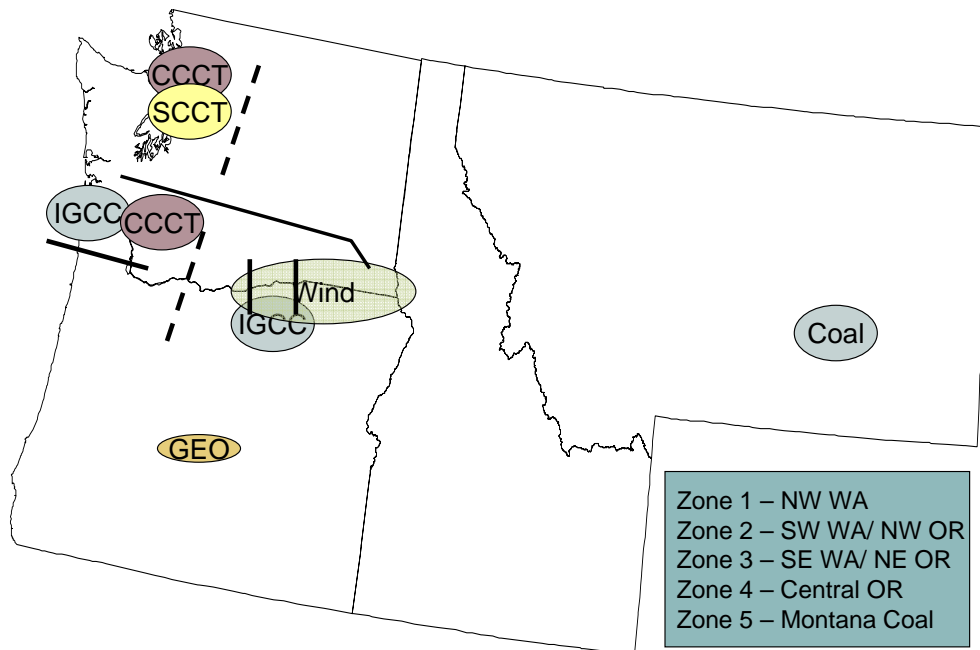 CCCT
SCCT
IGCC
CCCT
Wind
IGCC
Coal
GEO
Zone 1 – NW WA
Zone 2 – SW WA/ NW OR
Zone 3 – SE WA/ NE OR
Zone 4 – Central OR
Zone 5 – Montana Coal